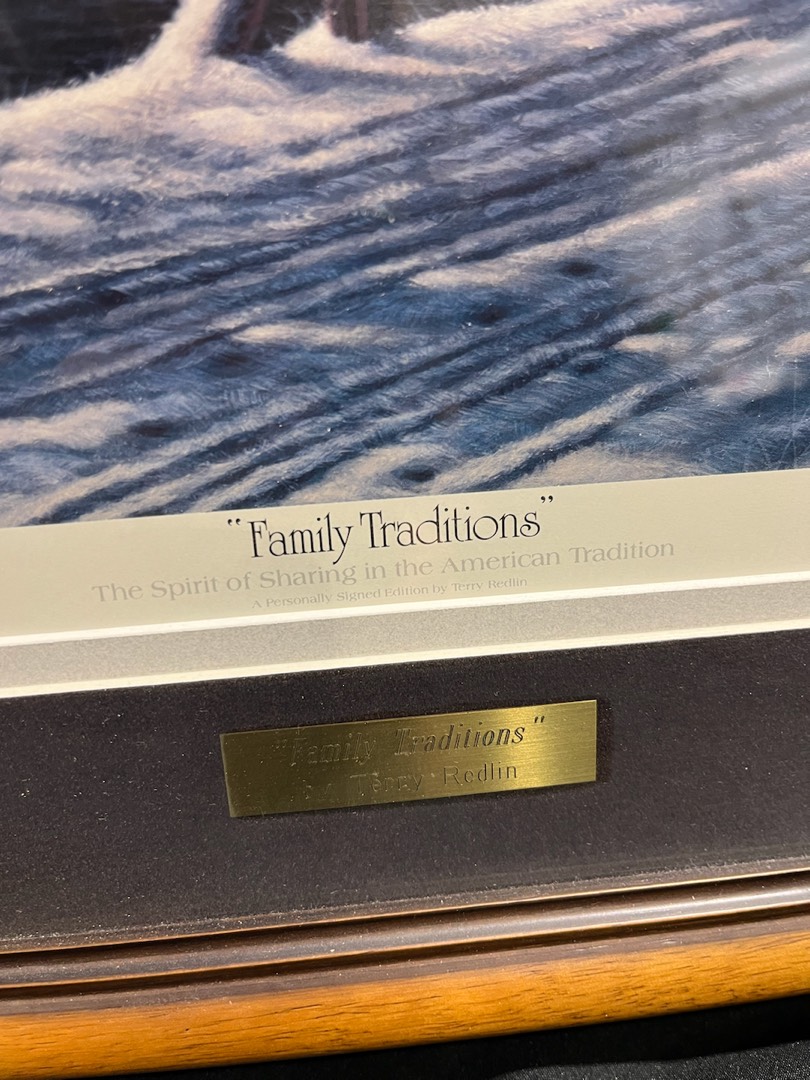 “Family Traditions”
The Spirit of Sharing in the American Tradition
A Personally Signed Edition by Terry Redlin
"Family Traditions"
by Terry Redlin